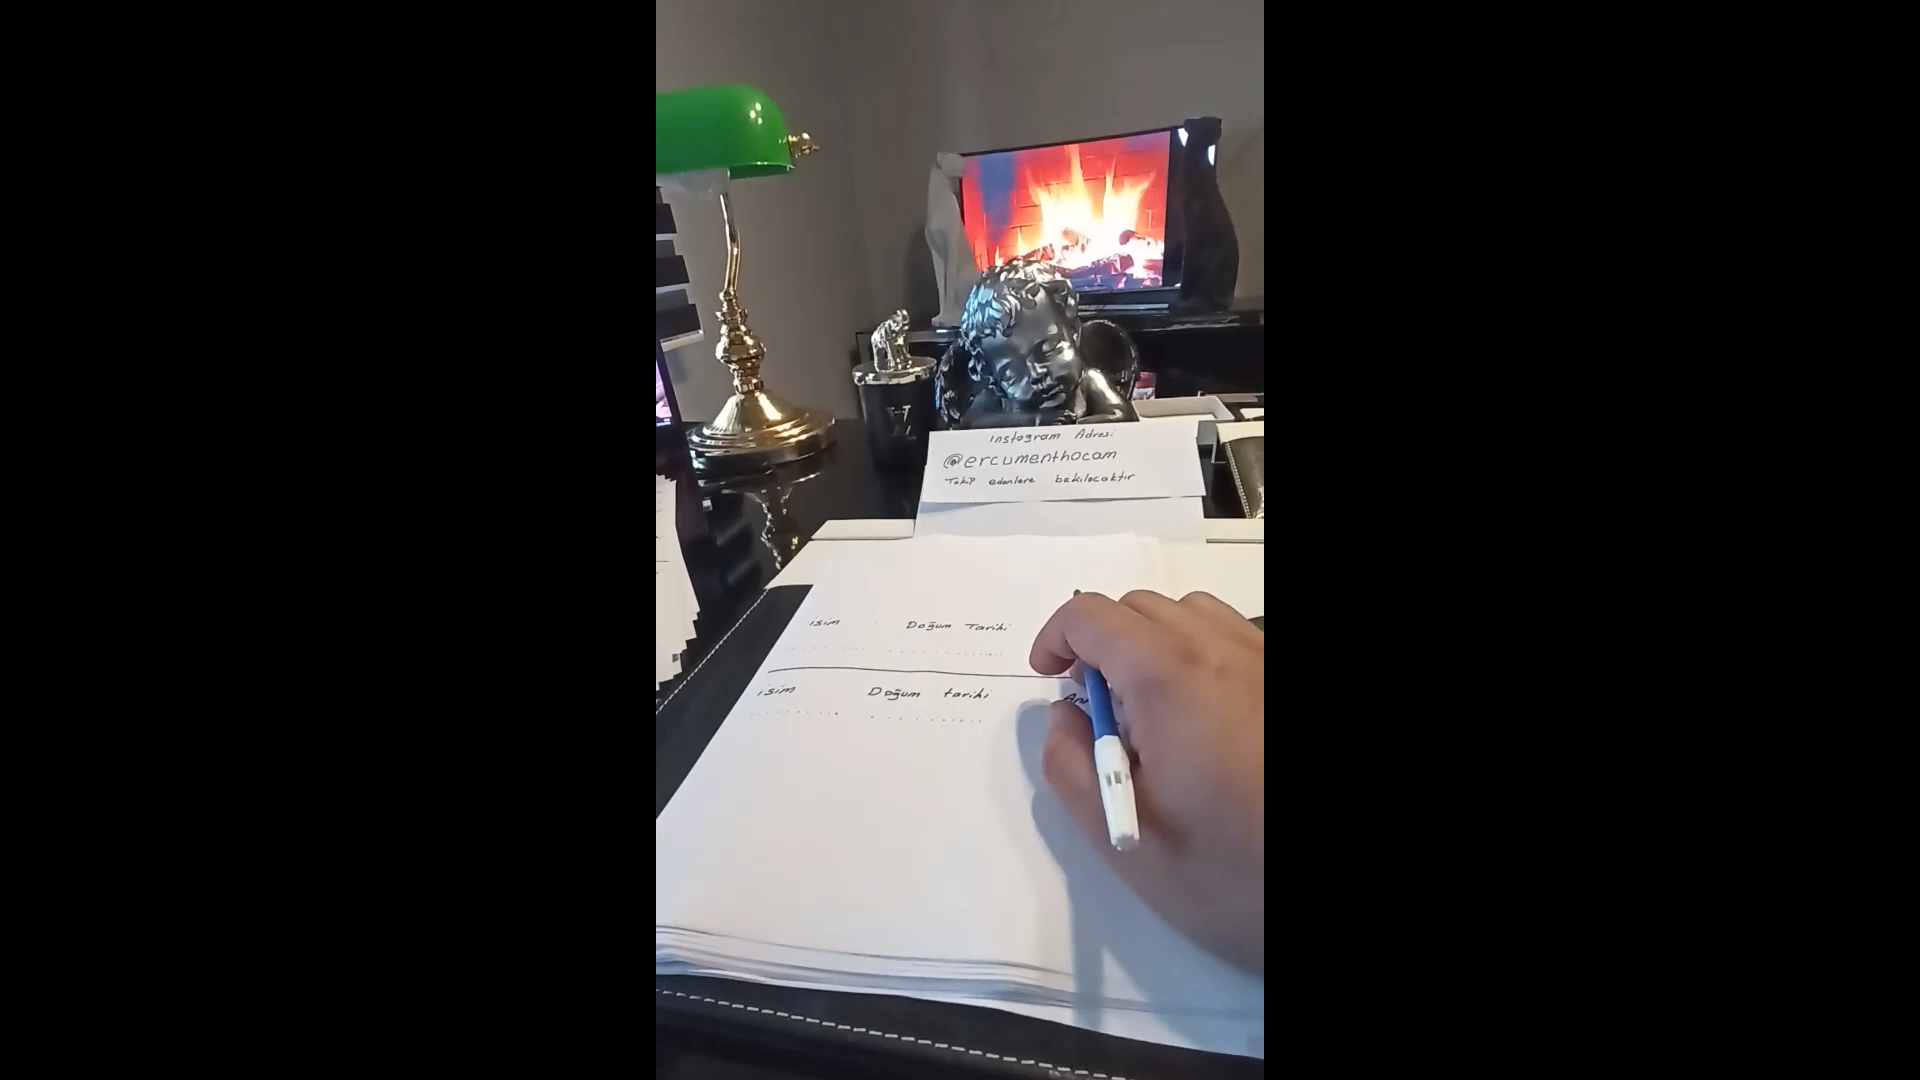 Instagram Adresi
@ercumenthocam
Takip edenlere bakılacaktır
isim Doğum Tarihi
isim Doğum tarihi